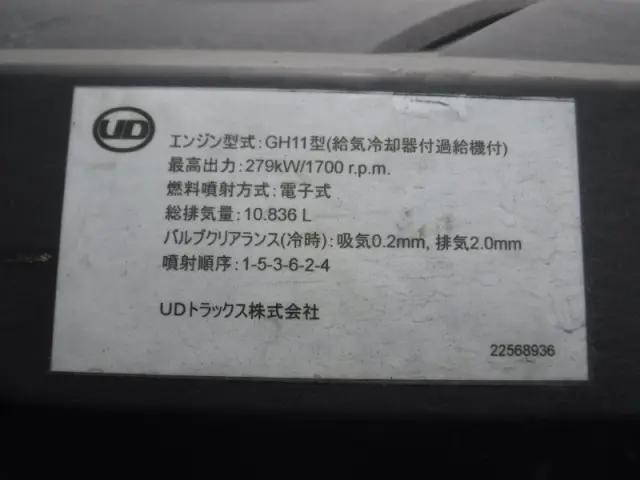 UD
エンジン型式:GH11型(給気冷却器付過給機付)
最高出力:279kW/1700 r.p.m.
燃料噴射方式:電子式
総排気量:10.836 L
バルブクリアランス(冷時):吸気0.2mm, 排気2.0mm
噴射順序:1-5-3-6-2-4
UDトラックス株式会社
22568936